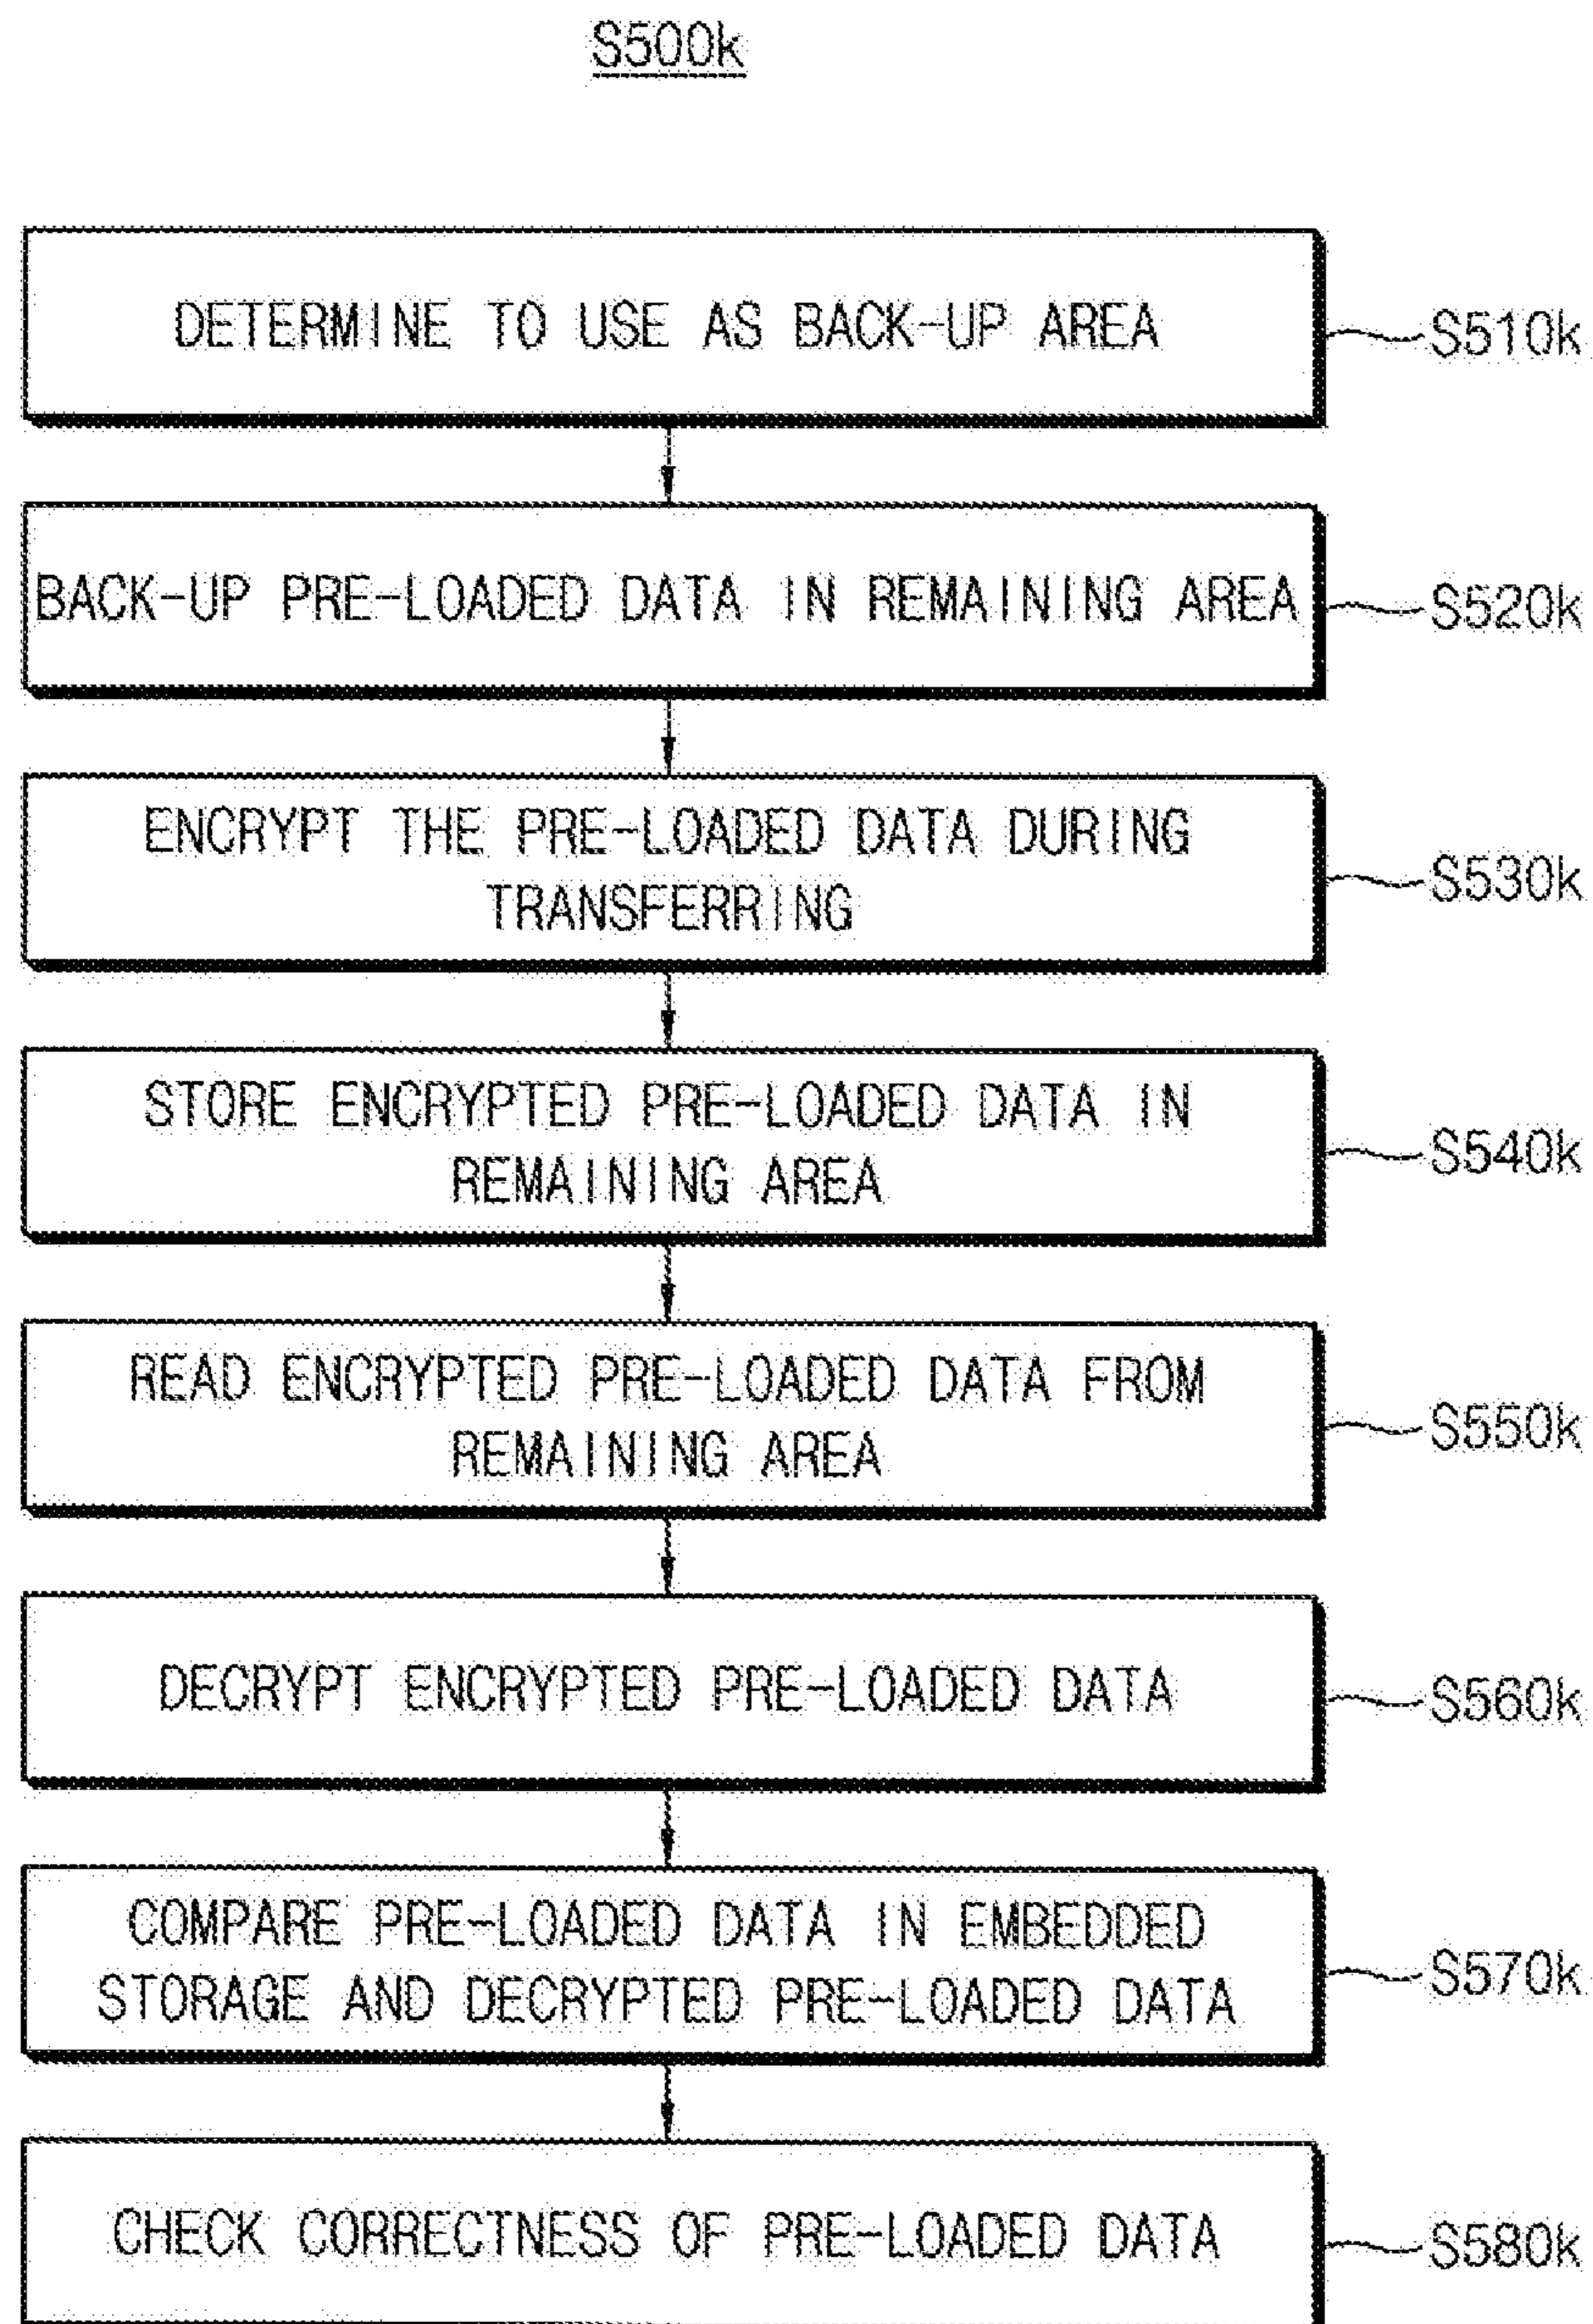 S500k
DETERMINE TO USE AS BACK-UP AREA
S510k
BACK-UP PRE-LOADED DATA IN REMAINING AREA
S520k
ENCRYPT THE PRE-LOADED DATA DURING
TRANSFERRING
S530k
STORE ENCRYPTED PRE-LOADED DATA IN
REMAINING AREA
S540k
READ ENCRYPTED PRE-LOADED DATA FROM
REMAINING AREA
S550k
DECRYPT ENCRYPTED PRE-LOADED DATA
S560k
COMPARE PRE-LOADED DATA IN EMBEDDED
STORAGE AND DECRYPTED PRE-LOADED DATA
S570k
CHECK CORRECTNESS OF PRE-LOADED DATA
S580k